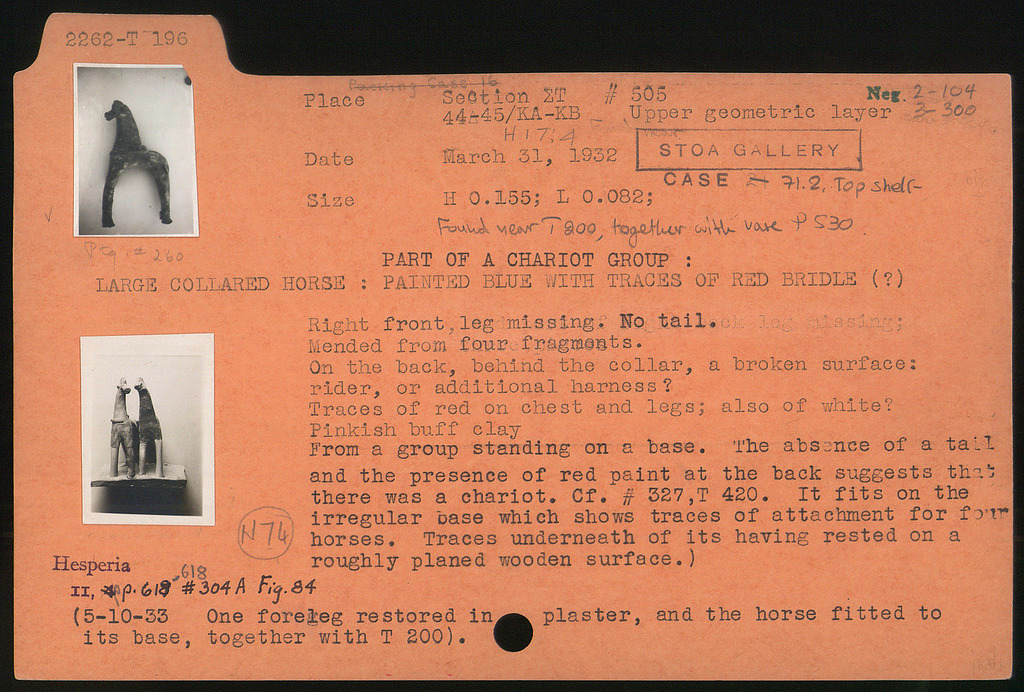 2262-T 196
Packing Case 16
Place Section ΣT # 505 Neg. 2-104
44-45/KA-KB - Upper geometric layer 3-300
H 17:4
Date March 31, 1932 STOA GALLERY
CASE 71.2, Top shelf-
Size H 0.155; L 0.082;
Found near T 200, together with vase P 530.
Ptg. # 260
PART OF A CHARIOT GROUP :
LARGE COLLARED HORSE : PAINTED BLUE WITH TRACES OF RED BRIDLE (?)
Right front leg missing. No tail.
Mended from four fragments.
On the back, behind the collar, a broken surface:
rider, or additional harness?
Traces of red on chest and legs; also of white?
Pinkish buff clay
From a group standing on a base. The absence of a tail
and the presence of red paint at the back suggests that
there was a chariot. Cf. # 327,T 420. It fits on the
irregular base which shows traces of attachment for four
horses. Traces underneath of its having rested on a
roughly planed wooden surface.)
N74
Hesperia
618
II, p. 618 #304A Fig. 84
(5-10-33 One foreleg restored in plaster, and the horse fitted to
its base, together with T 200).